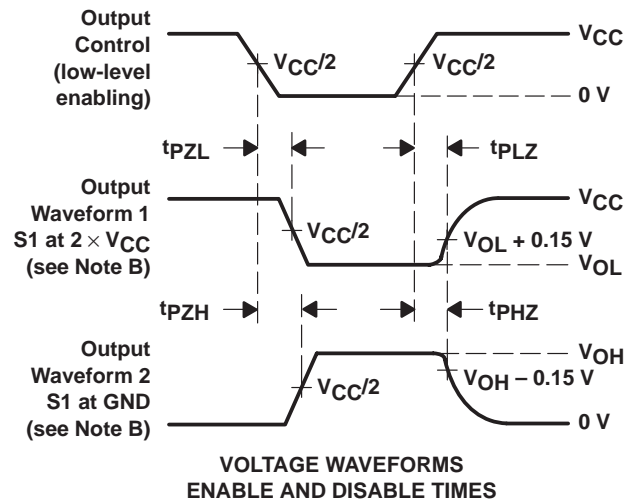 Output
Control
(low-level
enabling)
VCC/2
VCC/2
VCC
0 V
tPZL
tPLZ
Output
Waveform 1
S1 at 2 × VCC
(see Note B)
VCC/2
VCC
VOL + 0.15 V
VOL
tPZH
tPHZ
Output
Waveform 2
S1 at GND
(see Note B)
VCC/2
VOH
VOH – 0.15 V
0 V
VOLTAGE WAVEFORMS
ENABLE AND DISABLE TIMES